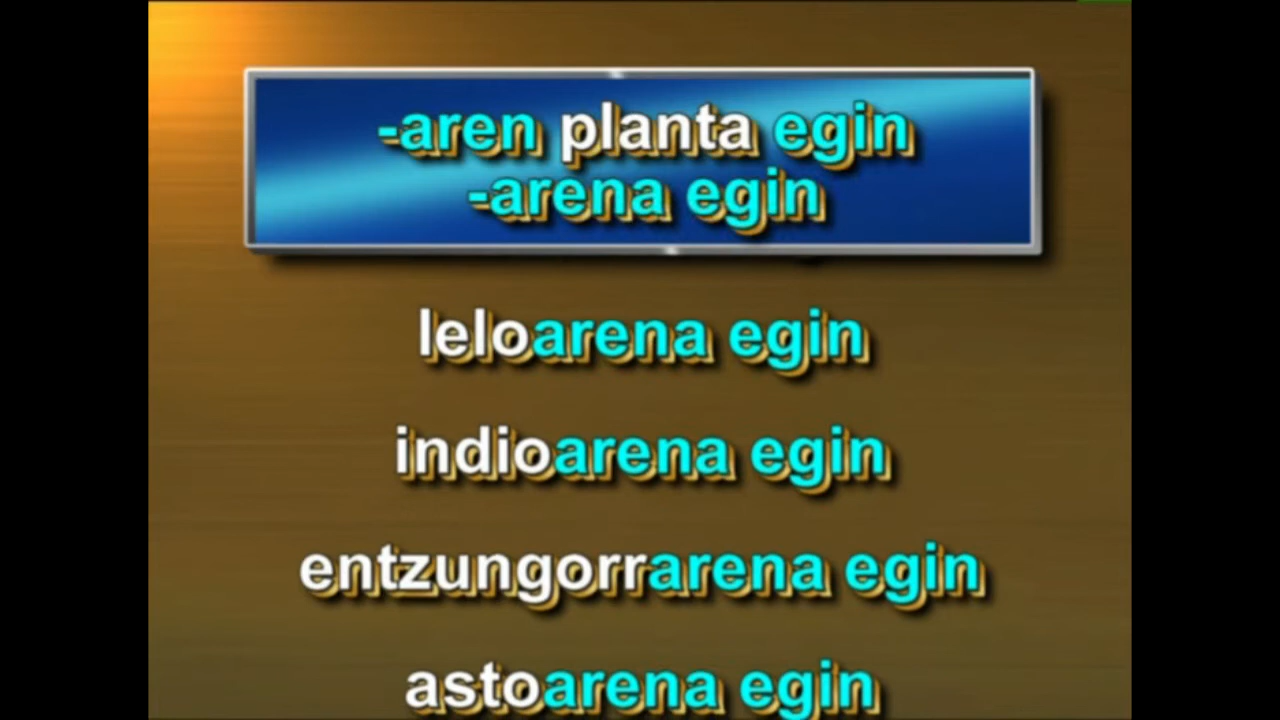 -aren planta egin
-arena egin
leloarena egin
indioarena egin
entzungorrarena egin
astoarena egin